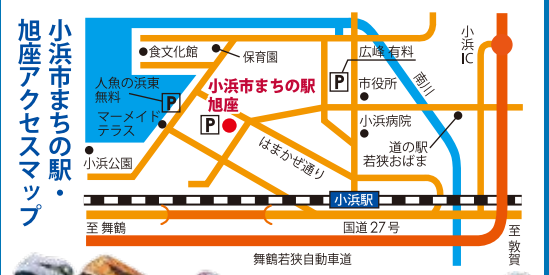 小浜市まちの駅・
旭座アクセスマップ
食文化館
保育園
広峰 有料
小浜IC
人魚の浜東
無料
P
小浜市まちの駅
旭座
P
P
市役所
南川
マーメイド
テラス
小浜病院
小浜公園
はまかぜ通り
道の駅
若狭おばま
小浜駅
至 舞鶴
国道27号
至 敦賀
舞鶴若狭自動車道